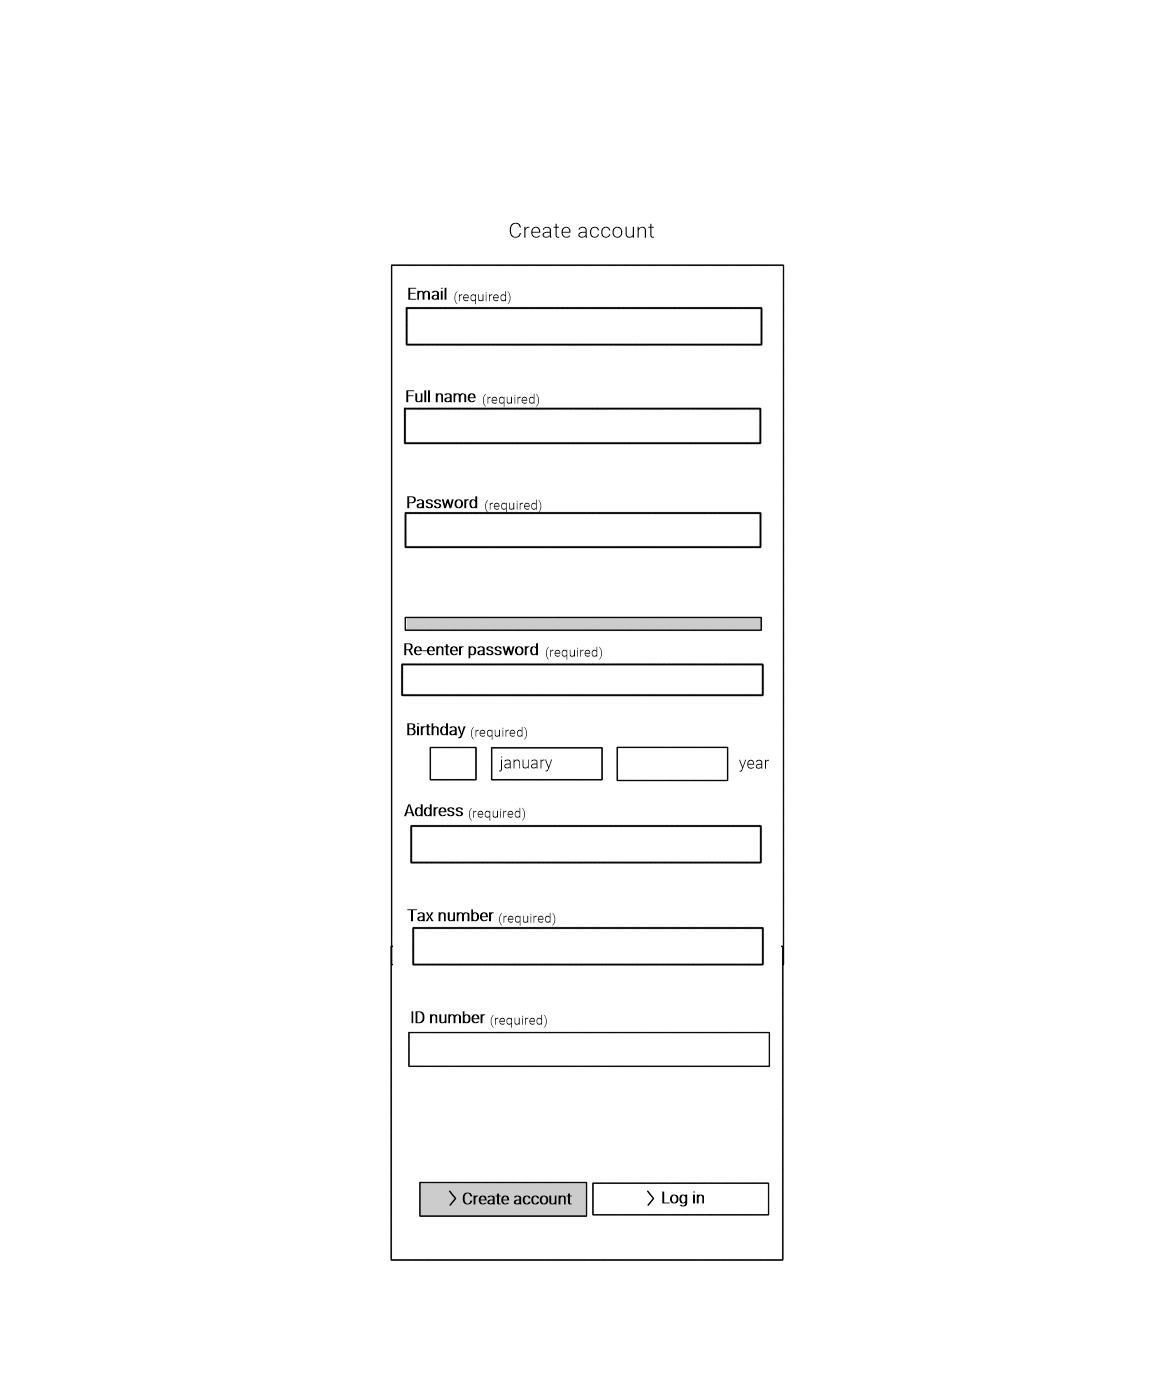 Create account
Email (required)
Full name (required)
Password (required)
Re-enter password (required)
Birthday (required)
january year
Address (required)
Tax number (required)
ID number (required)
Create account Log in